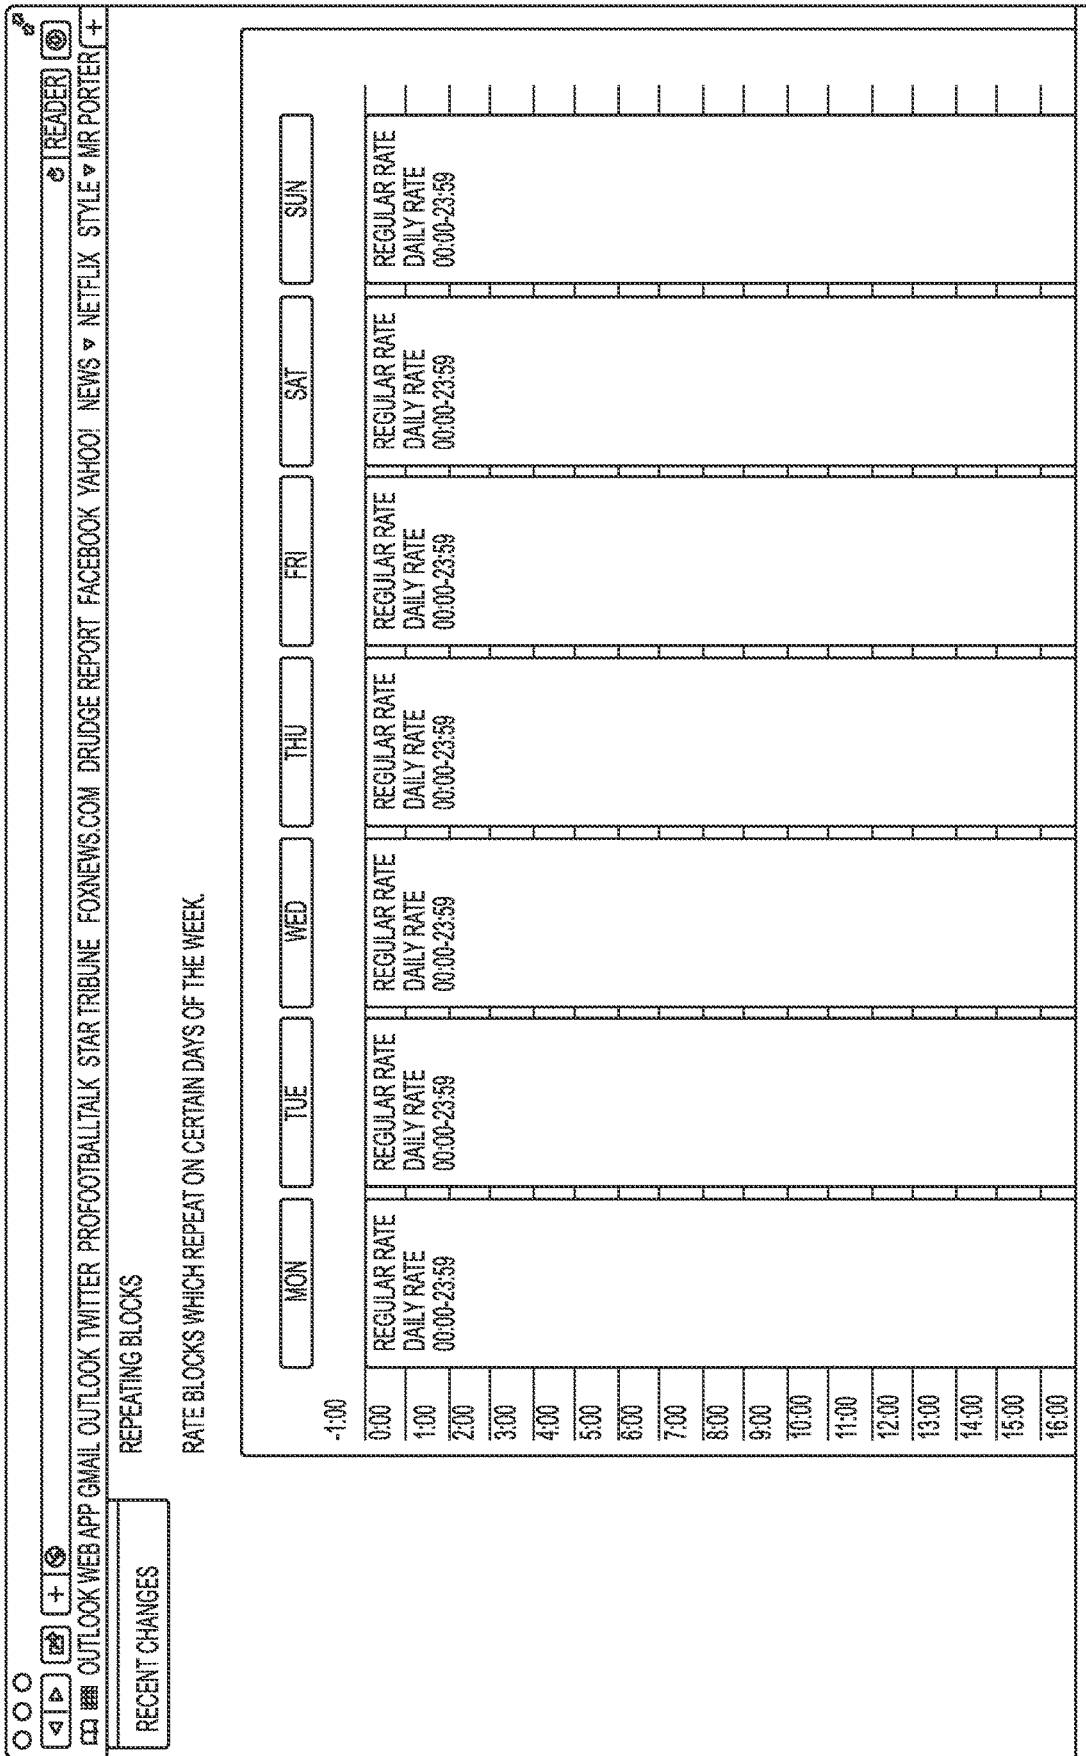 READER
OUTLOOK WEB APP GMAIL OUTLOOK TWITTER PROFOOTBALLTALK STAR TRIBUNE FOXNEWS.COM DRUDGE REPORT FACEBOOK YAHOO! NEWS NETFLIX STYLE MR PORTER +
RECENT CHANGES
REPEATING BLOCKS
RATE BLOCKS WHICH REPEAT ON CERTAIN DAYS OF THE WEEK.
MON TUE WED THU FRI SAT SUN
-1:00
0:00
REGULAR RATE REGULAR RATE REGULAR RATE REGULAR RATE REGULAR RATE REGULAR RATE REGULAR RATE
DAILY RATE DAILY RATE DAILY RATE DAILY RATE DAILY RATE DAILY RATE DAILY RATE
1:00
00:00-23:59 00:00-23:59 00:00-23:59 00:00-23:59 00:00-23:59 00:00-23:59 00:00-23:59
2:00
3:00
4:00
5:00
6:00
7:00
8:00
9:00
10:00
11:00
12:00
13:00
14:00
15:00
16:00